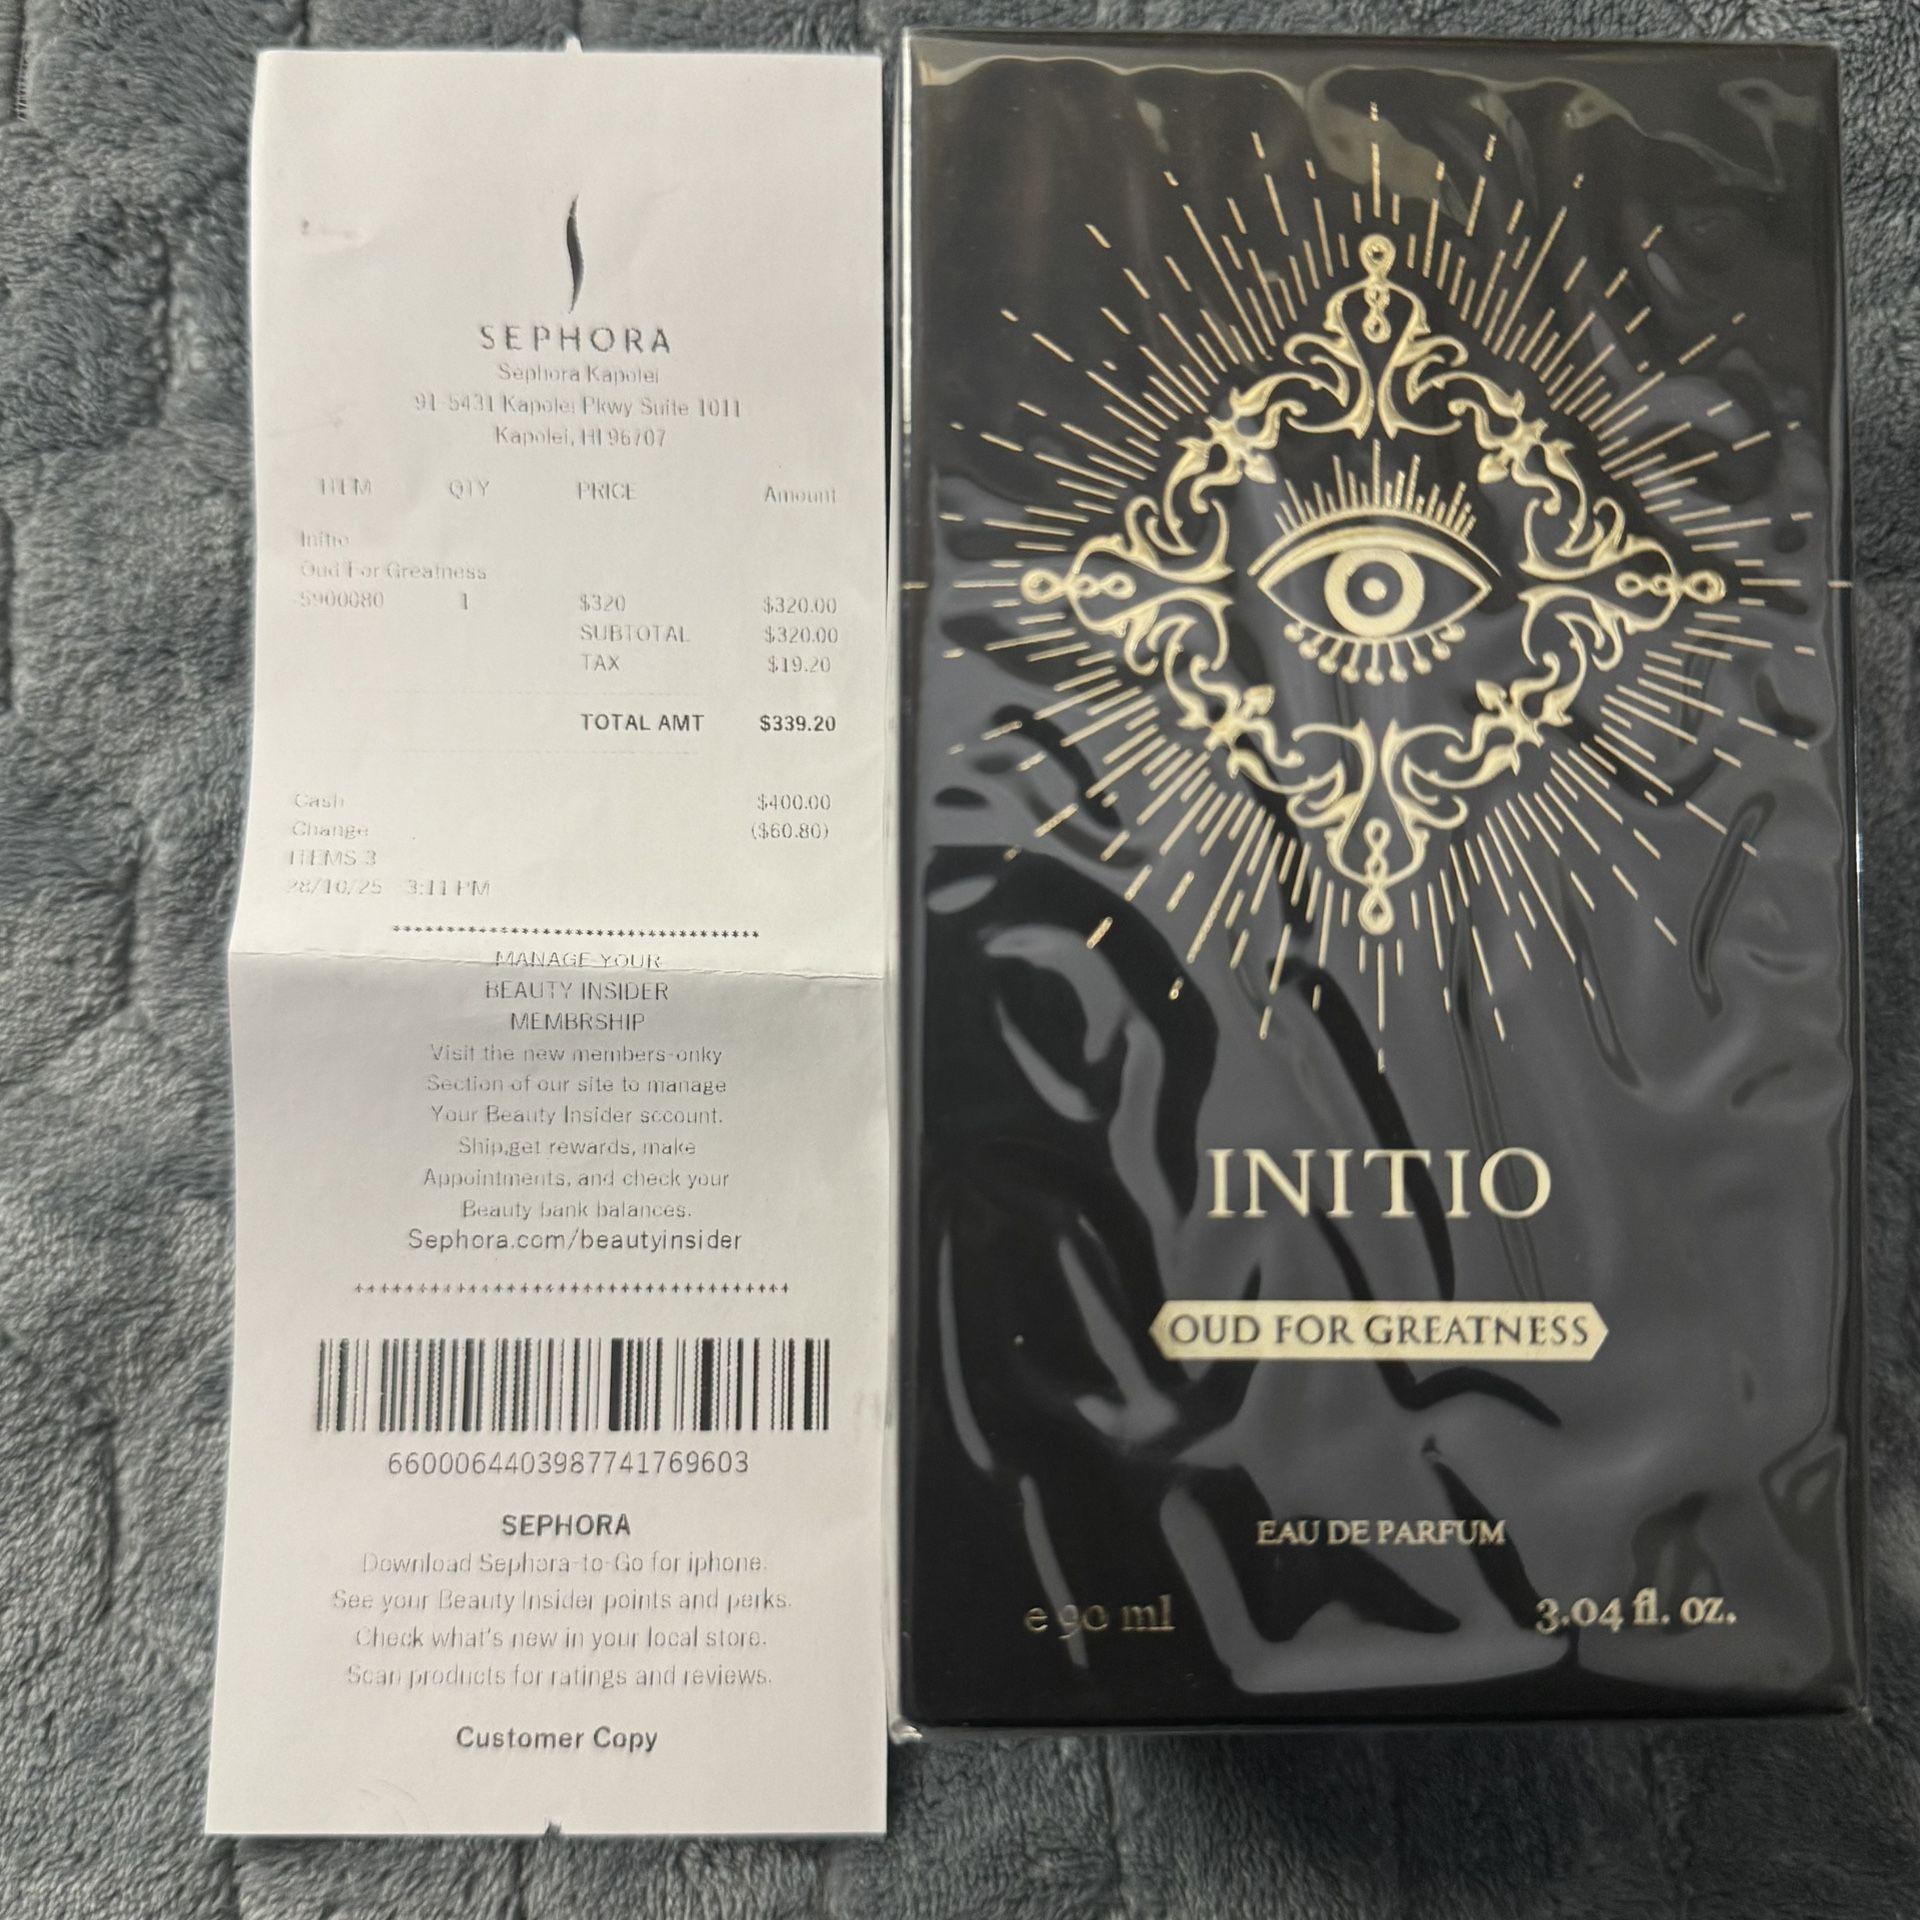 SEPHORA
Sephora Kapolei
91-5431 Kapolei Pkwy Suite 1011
Kapolei, HI 96707
ITEM QTY PRICE Amount
Initio
Oud For Greatness
5900080 1 $320 $320.00
SUBTOTAL $320.00
TAX $19.20
TOTAL AMT $339.20
Cash $400.00
Change ($60.80)
ITEMS 3
28/10/25 3:11 PM
***********************************
MANAGE YOUR
BEAUTY INSIDER
MEMBRSHIP
Visit the new members-onky
Section of our site to manage
Your Beauty Insider sccount.
Ship,get rewards, make
Appointments, and check your
Beauty bank balances.
Sephora.com/beautyinsider
***********************************
6600064403987741769603
SEPHORA
Download Sephora-to-Go for iphone.
See your Beauty Insider points and perks.
Check what's new in your local store.
Scan products for ratings and reviews.
Customer Copy
INITIO
OUD FOR GREATNESS
EAU DE PARFUM
e 90 ml 3.04 fl. oz.